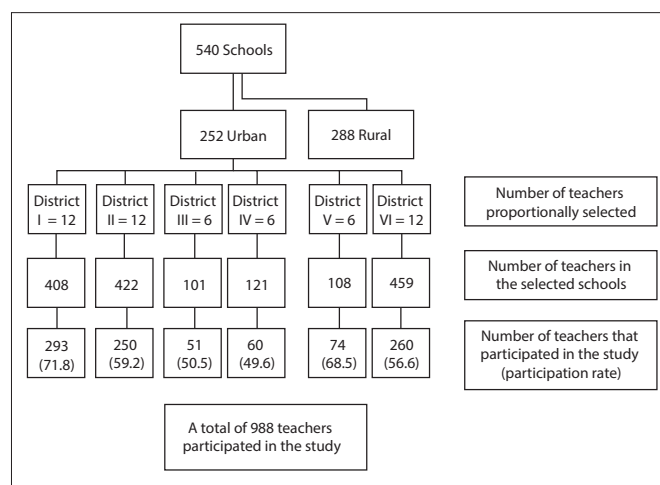 540 Schools
252 Urban
288 Rural
District
I = 12
District
II = 12
District
III = 6
District
IV = 6
District
V = 6
District
VI = 12
Number of teachers
proportionally selected
408
422
101
121
108
459
Number of teachers in
the selected schools
293
(71.8)
250
(59.2)
51
(50.5)
60
(49.6)
74
(68.5)
260
(56.6)
Number of teachers that
participated in the study
(participation rate)
A total of 988 teachers
participated in the study